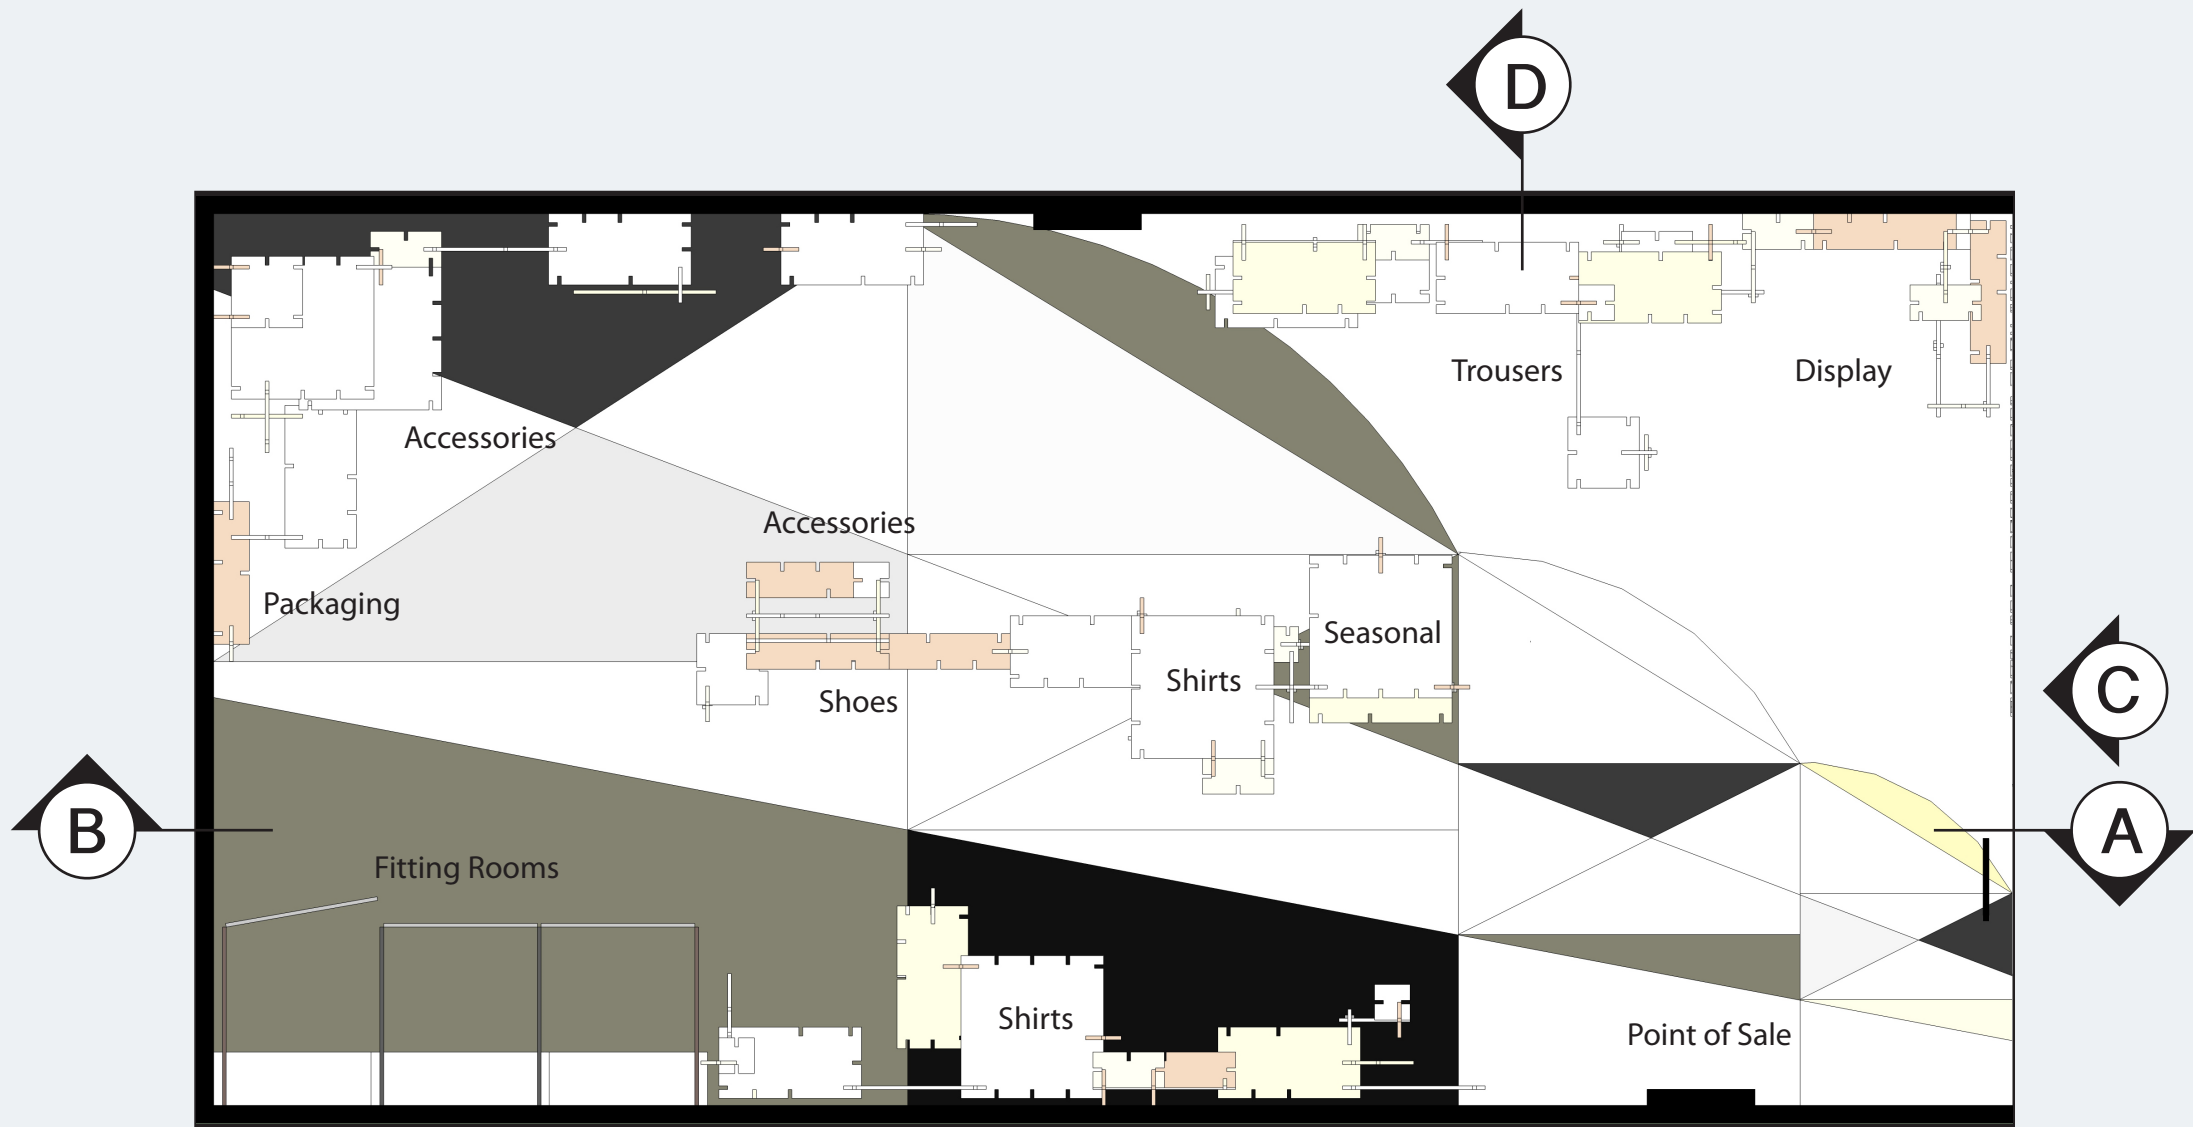 D
Trousers
Display
Accessories
Accessories
Packaging
Seasonal
Shirts
Shoes
C
B
A
Fitting Rooms
Shirts
Point of Sale